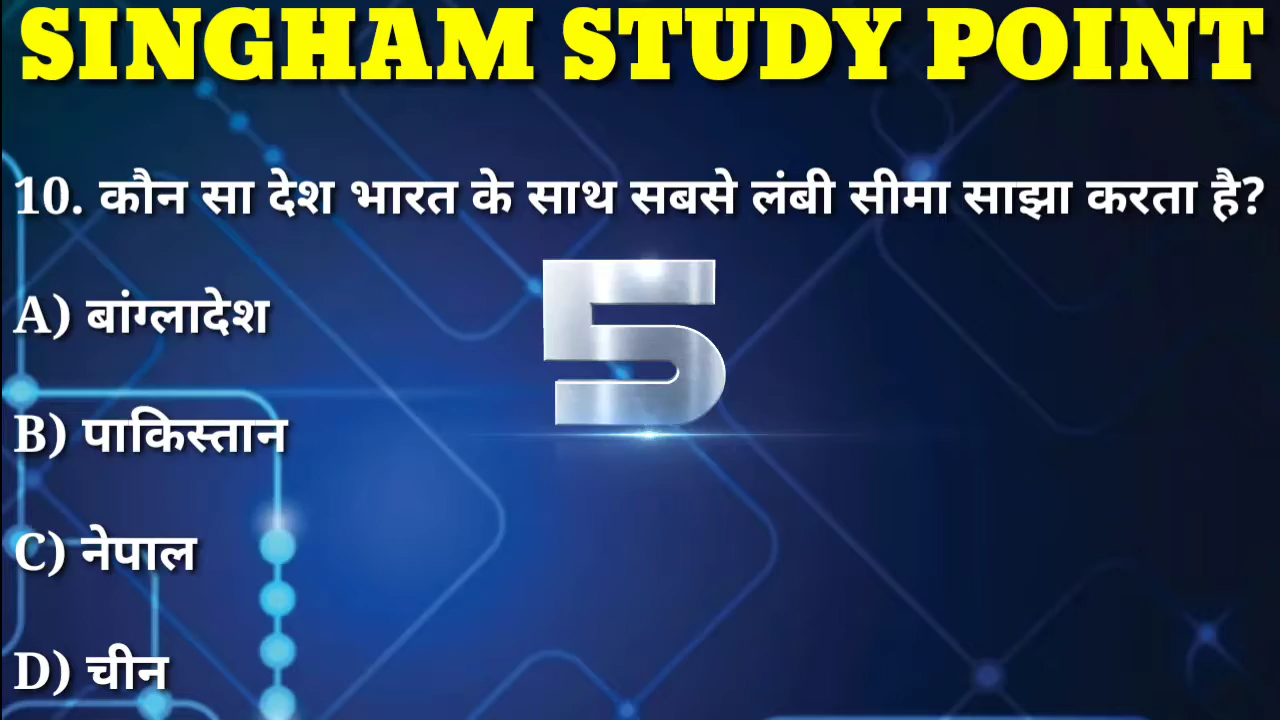 SINGHAM STUDY POINT
10. कौन सा देश भारत के साथ सबसे लंबी सीमा साझा करता है?
5
A) बांग्लादेश
B) पाकिस्तान
C) नेपाल
D) चीन